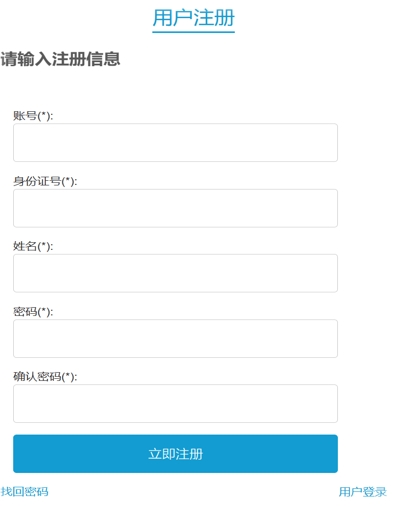 用户注册
请输入注册信息
账号(*):
身份证号(*):
姓名(*):
密码(*):
确认密码(*):
立即注册
找回密码 用户登录